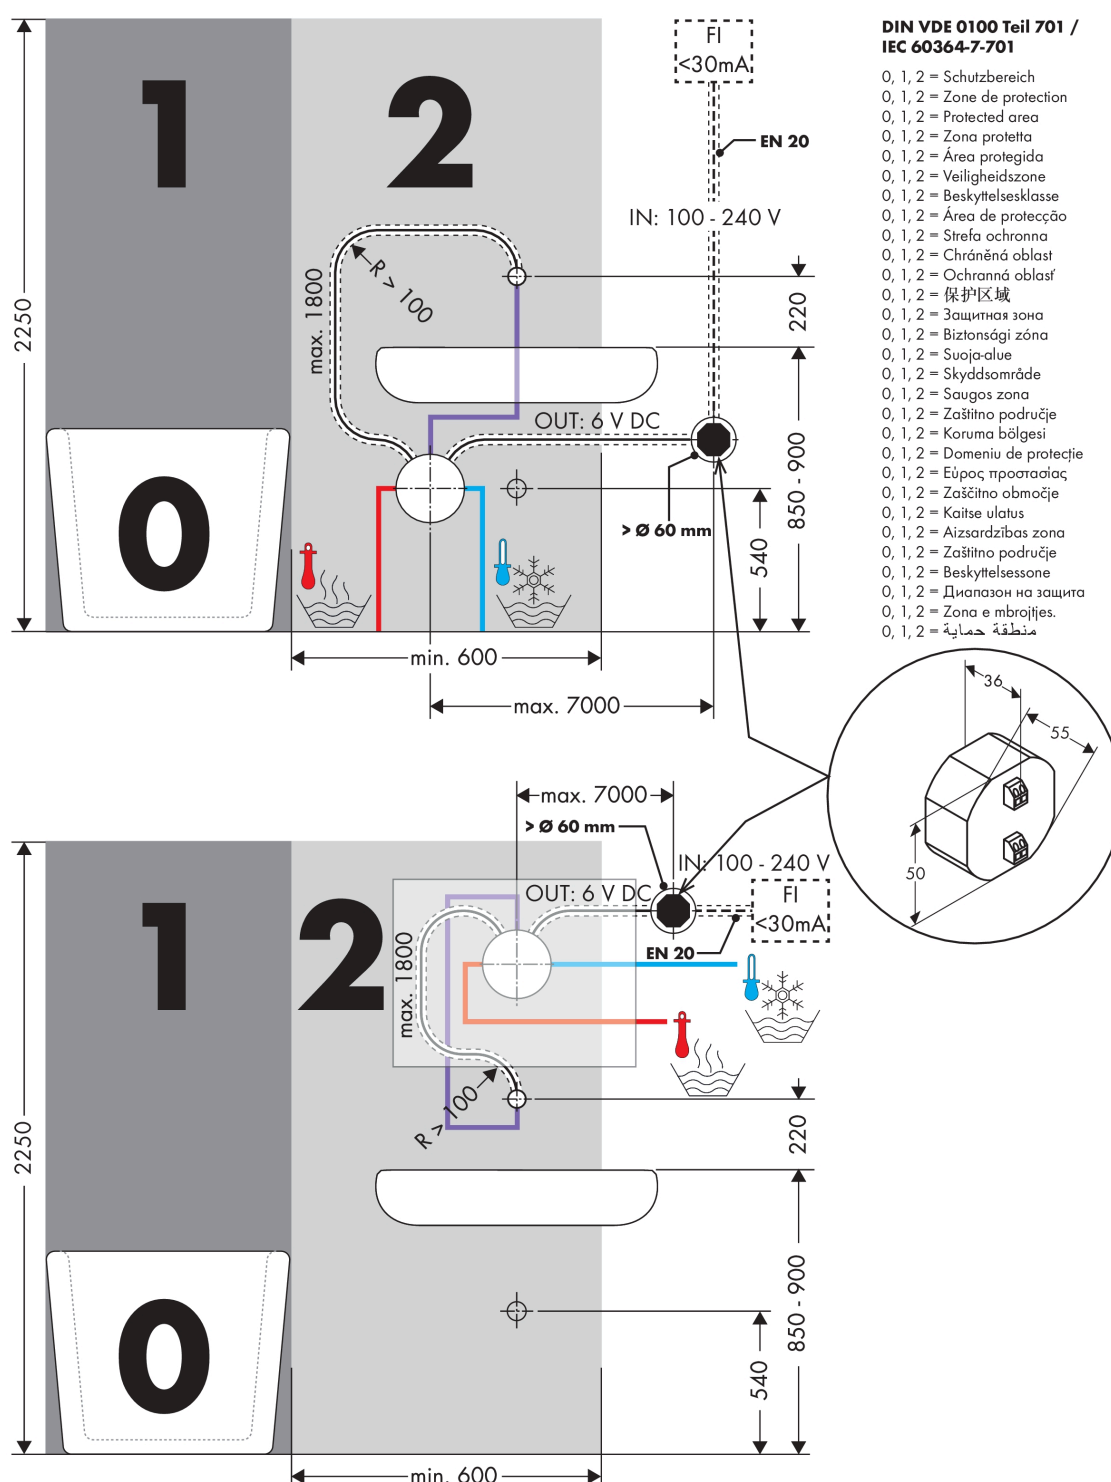 1
2
0
2250
max. 1800
R > 100
FI
<30mA
EN 20
IN: 100 - 240 V
220
OUT: 6 V DC
850 - 900
> Ø 60 mm
540
min. 600
max. 7000
DIN VDE 0100 Teil 701 /
IEC 60364-7-701
0, 1, 2 = Schutzbereich
0, 1, 2 = Zone de protection
0, 1, 2 = Protected area
0, 1, 2 = Zona protetta
0, 1, 2 = Área protegida
0, 1, 2 = Veiligheidszone
0, 1, 2 = Beskyttelsesklasse
0, 1, 2 = Área de protecção
0, 1, 2 = Strefa ochronna
0, 1, 2 = Chráněná oblast
0, 1, 2 = Ochranná oblasť
0, 1, 2 = 保护区域
0, 1, 2 = Защитная зона
0, 1, 2 = Biztonsági zóna
0, 1, 2 = Suoja-alue
0, 1, 2 = Skyddsområde
0, 1, 2 = Saugos zona
0, 1, 2 = Zaštitno područje
0, 1, 2 = Koruma bölgesi
0, 1, 2 = Domeniu de protecție
0, 1, 2 = Εύρος προστασίας
0, 1, 2 = Zaščitno območje
0, 1, 2 = Kaitse ulatus
0, 1, 2 = Aizsardzības zona
0, 1, 2 = Zaštitno područje
0, 1, 2 = Beskyttelsessone
0, 1, 2 = Диапазон на защита
0, 1, 2 = Zona e mbrojtjes.
0, 1, 2 = منطقة حماية
36
55
50
max. 7000
> Ø 60 mm
IN: 100 - 240 V
OUT: 6 V DC
FI
<30mA
EN 20
1
2
0
2250
max. 1800
R > 100
220
850 - 900
540
min. 600